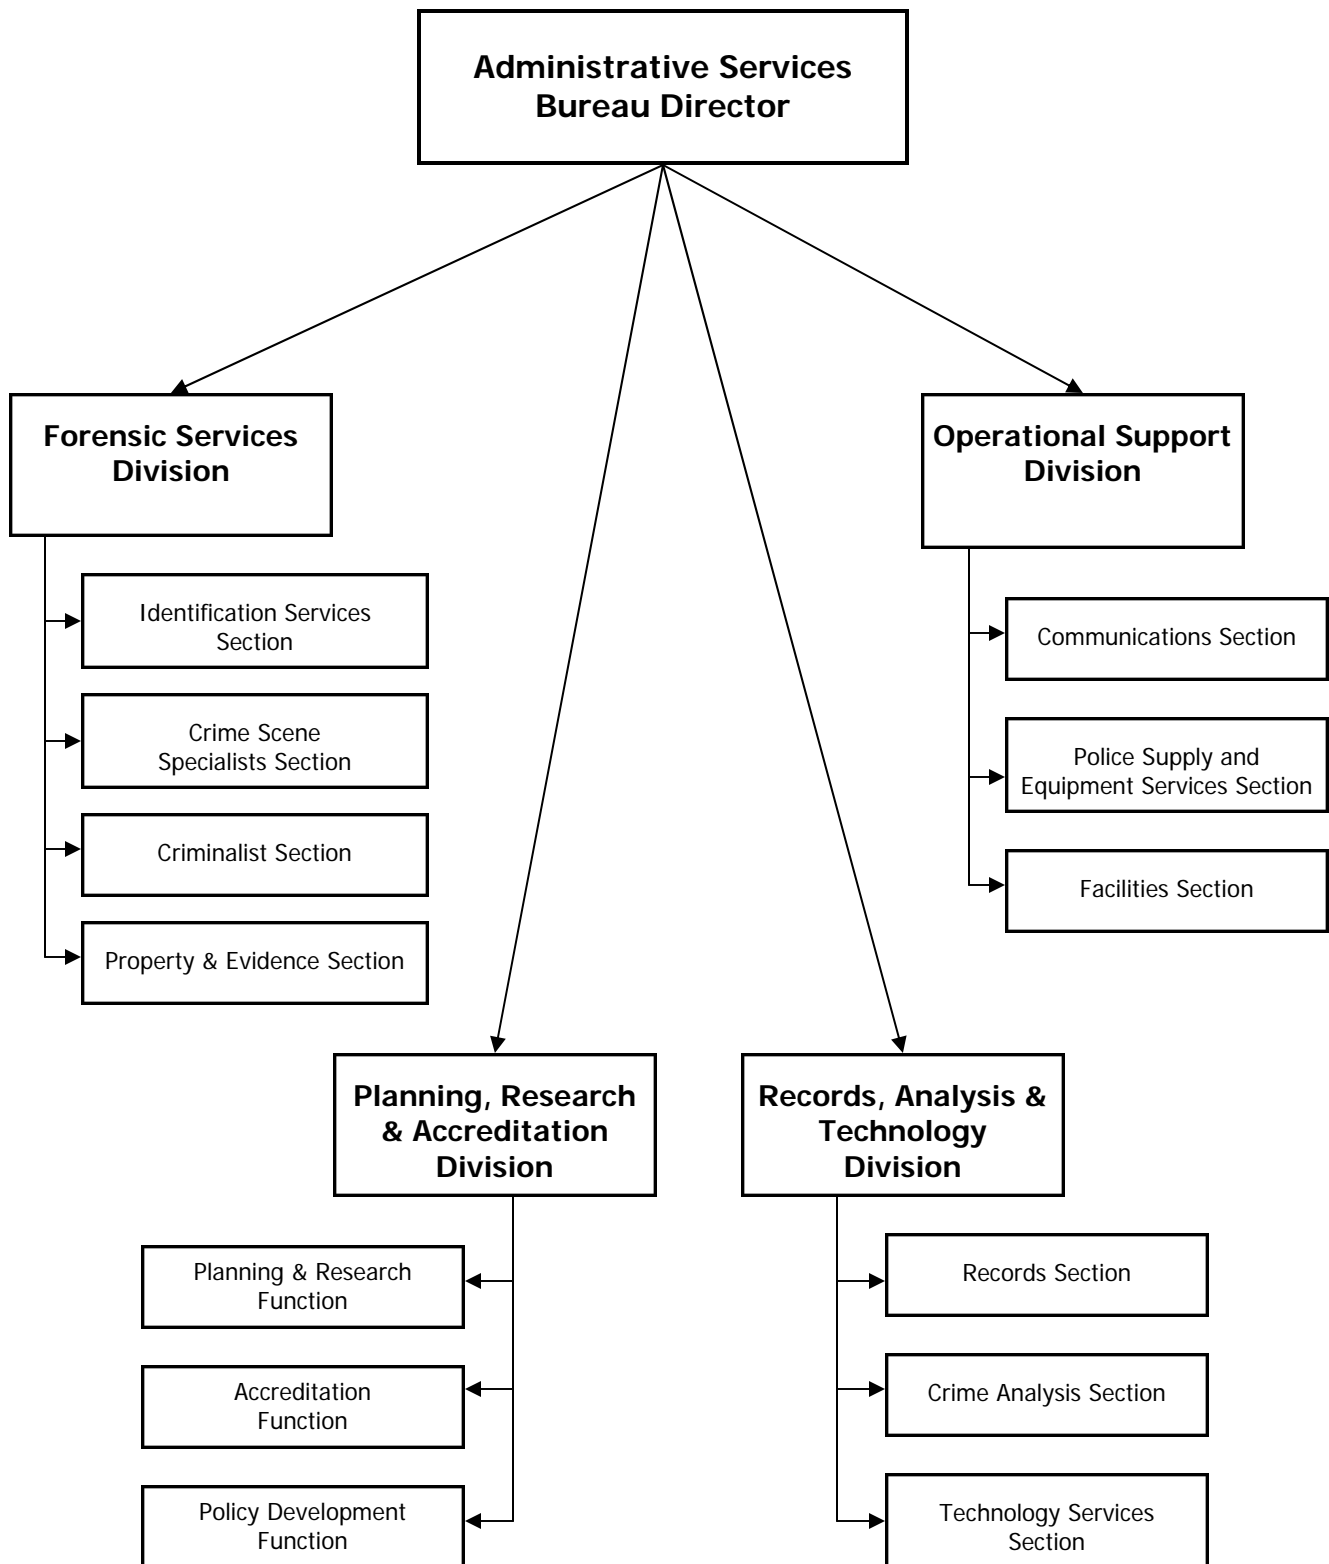 Administrative Services
Bureau Director
Forensic Services
Division
Operational Support
Division
Identification Services
Section
Crime Scene
Specialists Section
Criminalist Section
Property & Evidence Section
Communications Section
Police Supply and
Equipment Services Section
Facilities Section
Planning, Research
& Accreditation
Division
Records, Analysis &
Technology
Division
Planning & Research
Function
Accreditation
Function
Policy Development
Function
Records Section
Crime Analysis Section
Technology Services
Section